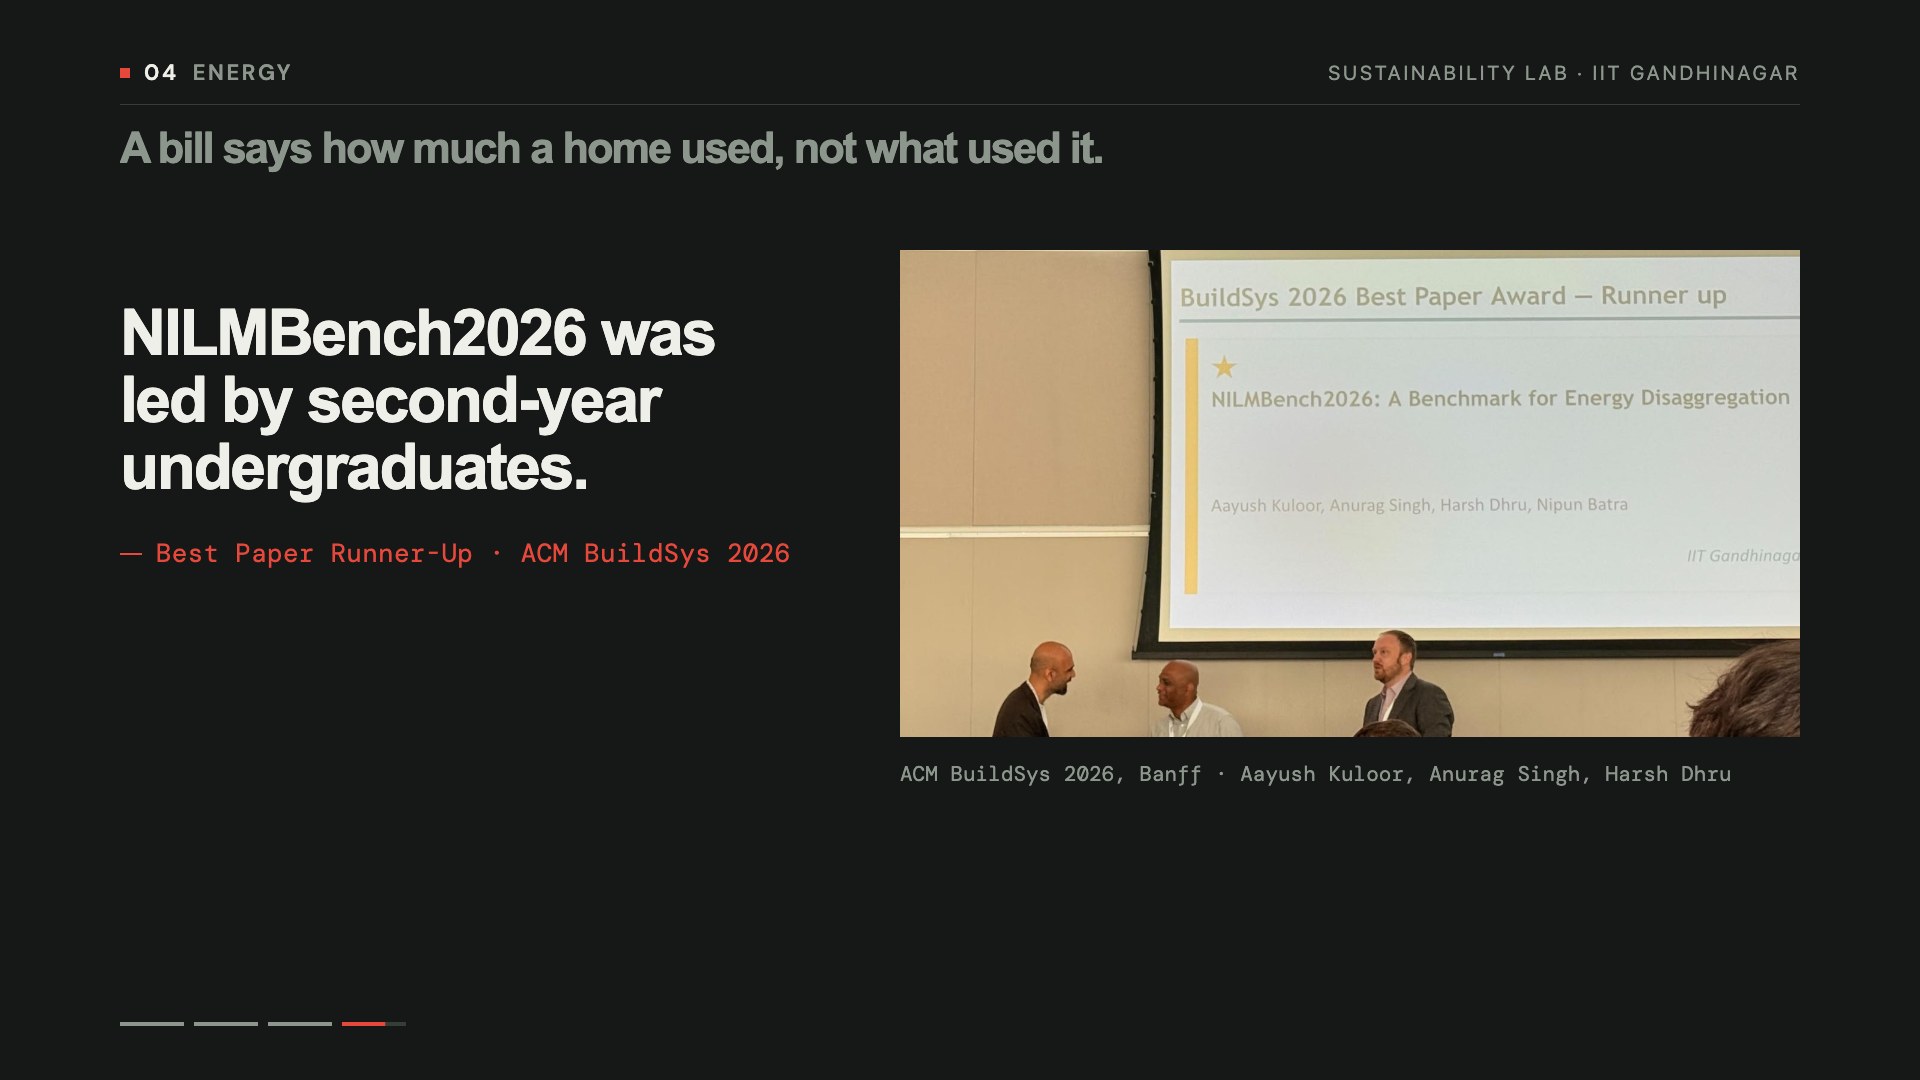 04 ENERGY
SUSTAINABILITY LAB · IIT GANDHINAGAR
A bill says how much a home used, not what used it.
NILMBench2026 was
led by second-year
undergraduates.
— Best Paper Runner-Up · ACM BuildSys 2026
BuildSys 2026 Best Paper Award — Runner up
NILMBench2026: A Benchmark for Energy Disaggregation
Aayush Kuloor, Anurag Singh, Harsh Dhru, Nipun Batra
IIT Gandhinaga
ACM BuildSys 2026, Banff · Aayush Kuloor, Anurag Singh, Harsh Dhru